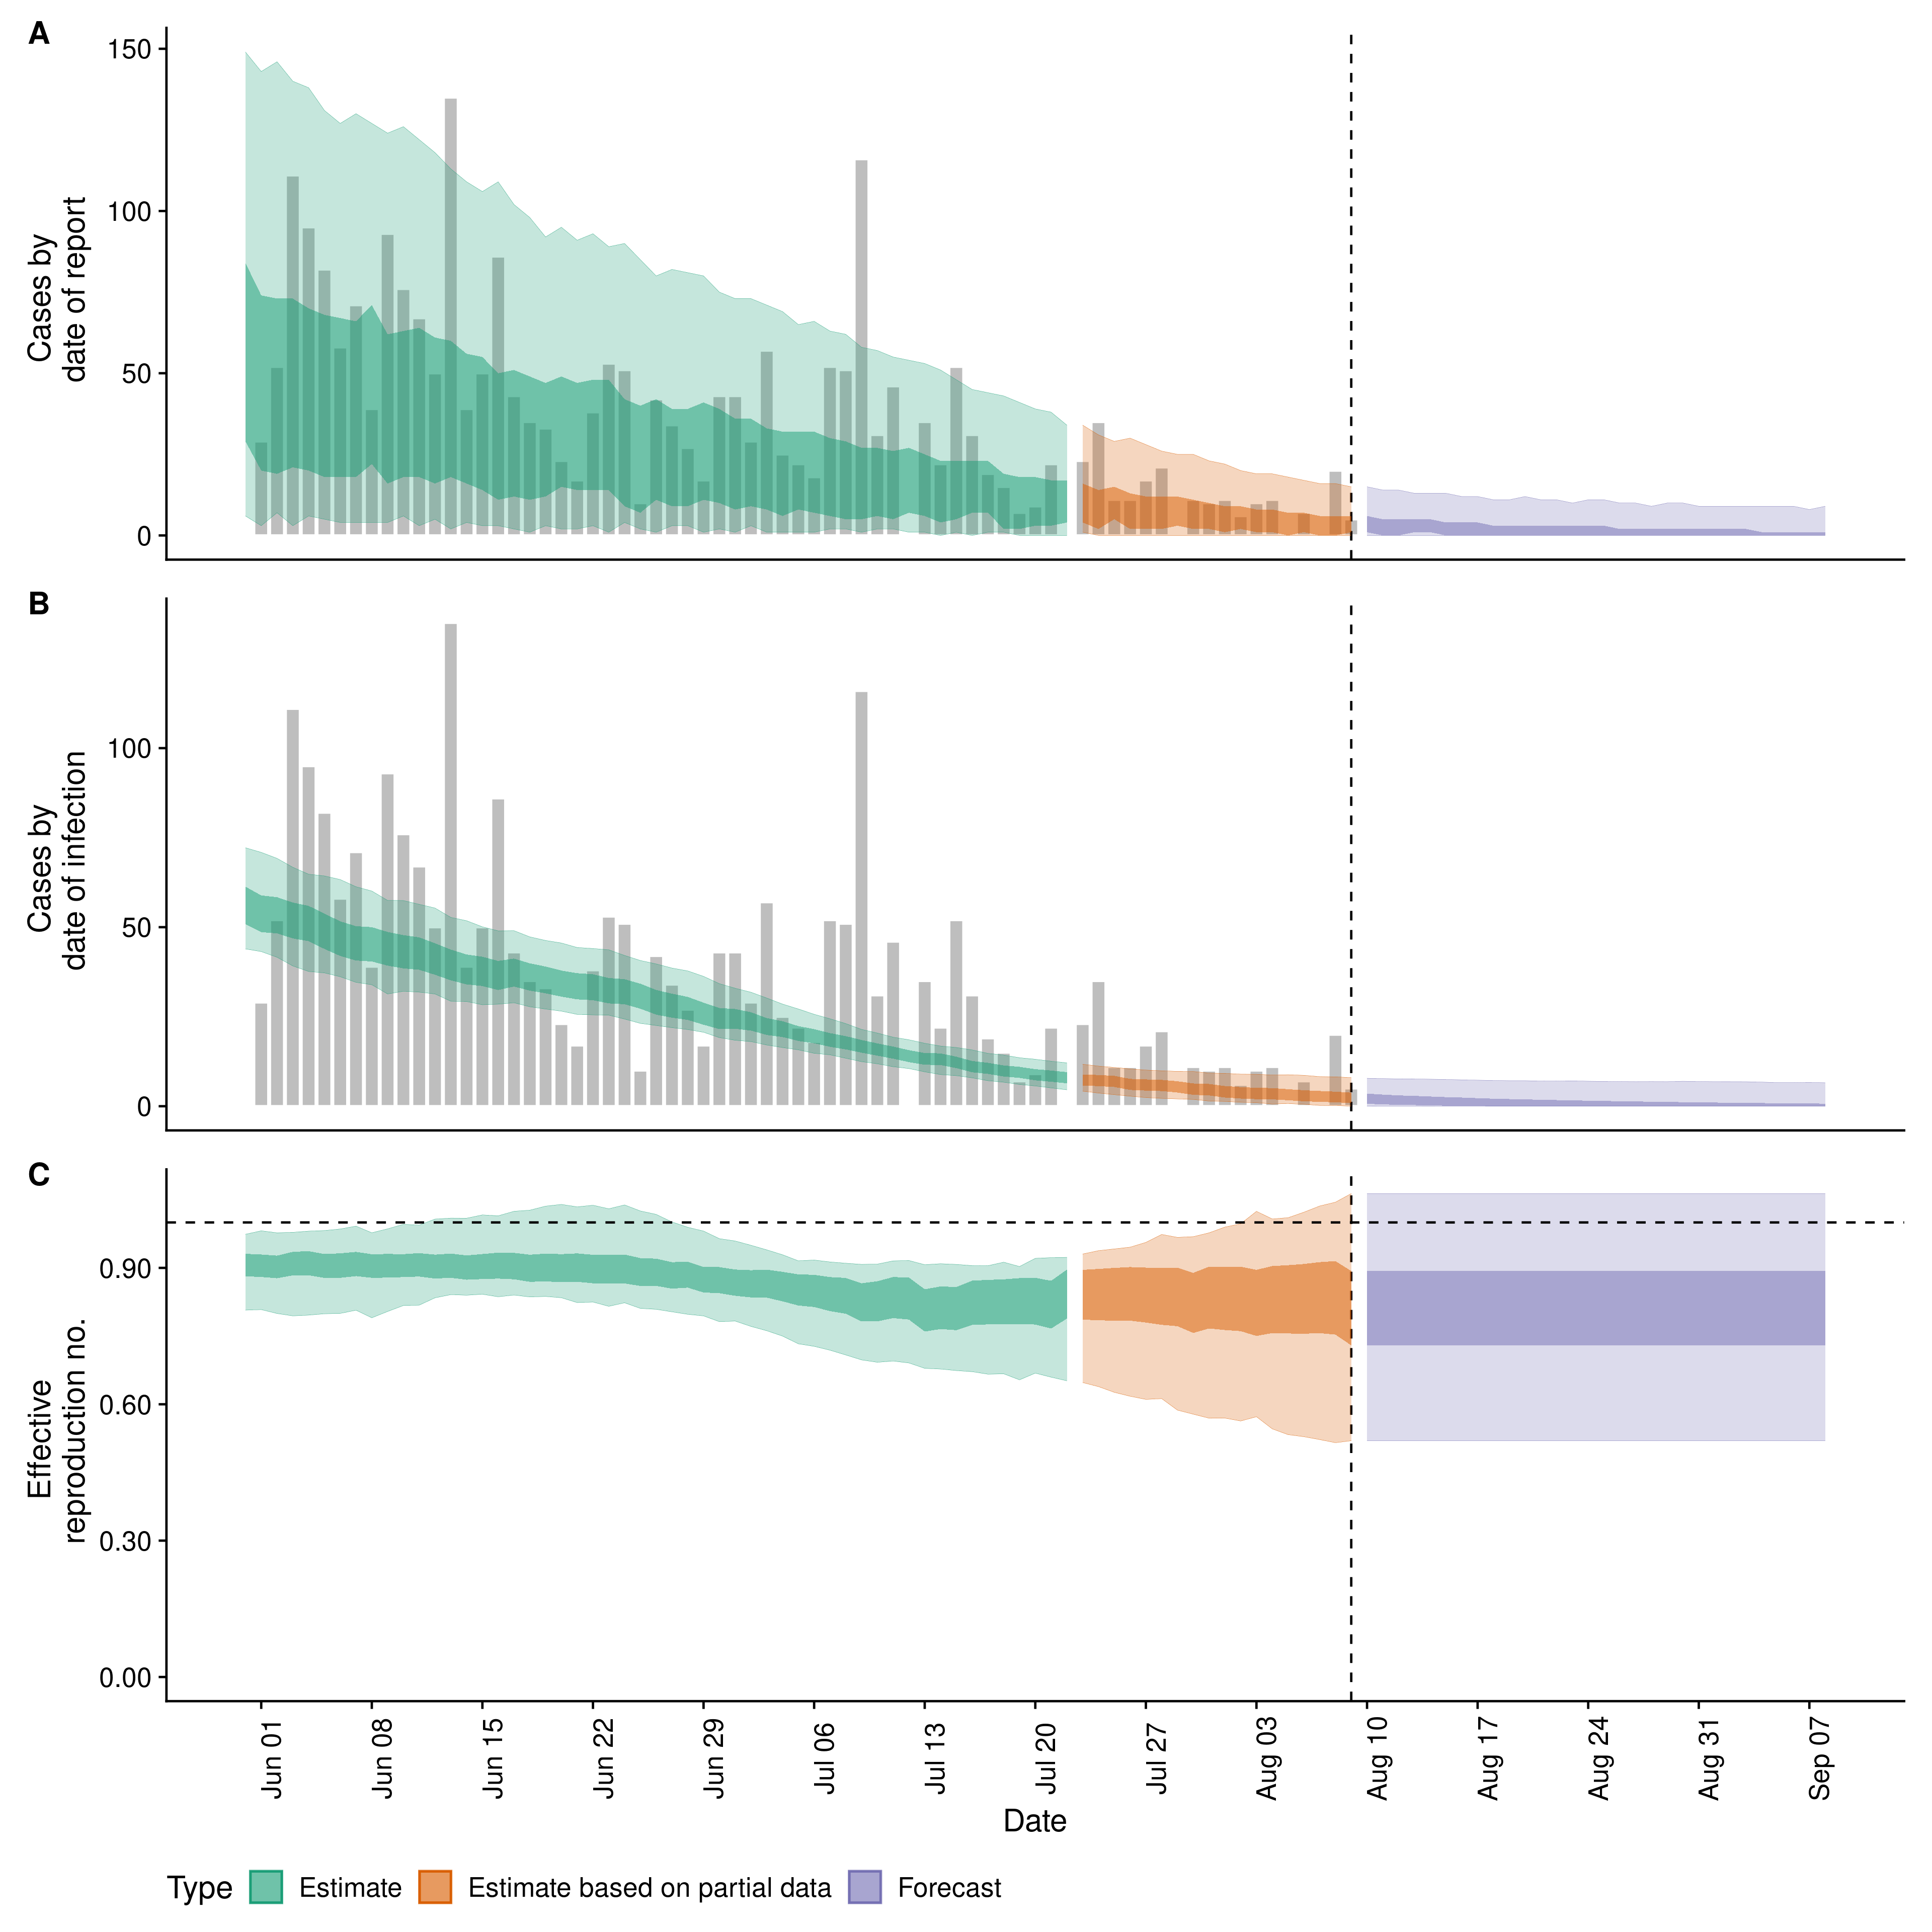 A
150
100
50
0
Cases by
date of report
B
100
50
0
Cases by
date of infection
C
0.90
0.60
0.30
0.00
Effective
reproduction no.
Jun 01
Jun 08
Jun 15
Jun 22
Jun 29
Jul 06
Jul 13
Jul 20
Jul 27
Aug 03
Aug 10
Aug 17
Aug 24
Aug 31
Sep 07
Date
Type Estimate Estimate based on partial data Forecast